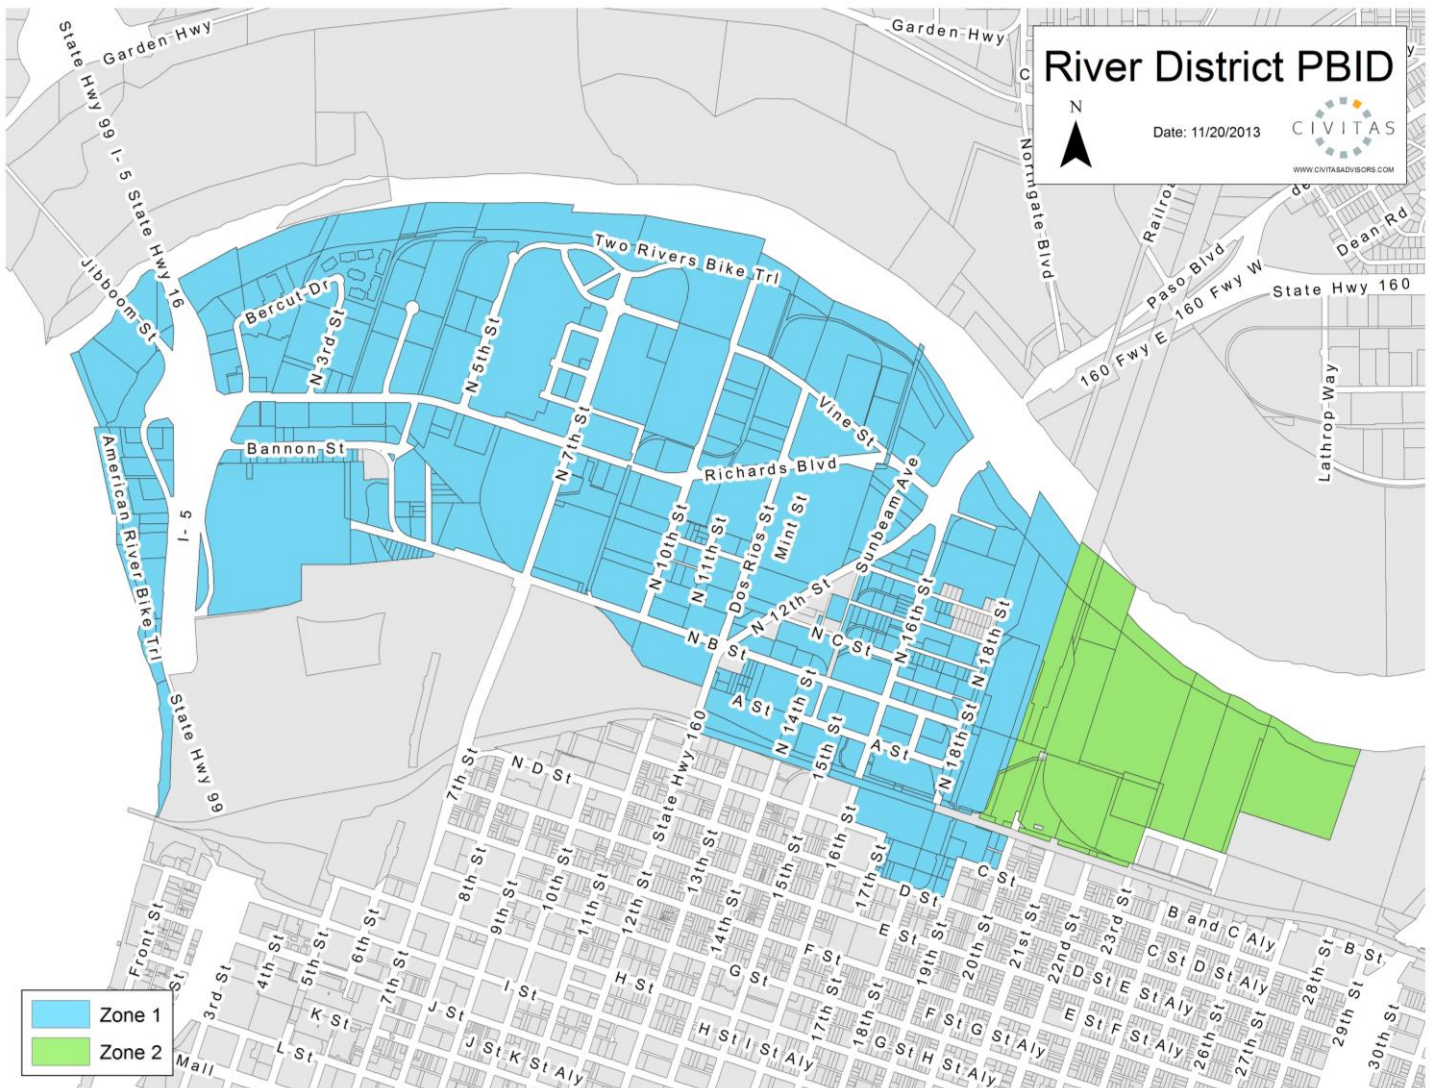 State Hwy 99 I- 5 State Hwy 16
Garden Hwy
Garden Hwy
River District PBID
N
Date: 11/20/2013
CIVITAS
WWW.CIVITASADVISORS.COM
Northgate Blvd
Dean Rd
Paso Blvd
160 Fwy W
State Hwy 160
160 Fwy E
Lathrop Way
Jibboom St
Bercut Dr
N 3rd St
N 5th St
Two Rivers Bike Trl
Vine St
N 7th St
Richards Blvd
Bannon St
American River Bike Trl
I- 5
Sunbeam Ave
Mint St
Dos Rios St
N 10th St
N 11th St
N 12th St
N 16th St
N 18th St
N C St
N B St
A St
N 14th St
15th St
A St
N 18th St
State Hwy 99
State Hwy 160
7th St
N D St
8th St
9th St
10th St
11th St
12th St
13th St
14th St
15th St
16th St
17th St
D St
C St
E St
F St
G St
H St
I St
J St
K St
L St
Front St
St
3rd St
4th St
5th St
6th St
7th St
Mall
J St K St Aly
H St I St Aly
17th St
18th St
19th St
20th St
21st St
22nd St
23rd St
B and C Aly
C St D St Aly
D St E St Aly
E St F St Aly
F St G St Aly
G St H St Aly
26th St
27th St
28th St
29th St
30th St
B St
Zone 1
Zone 2